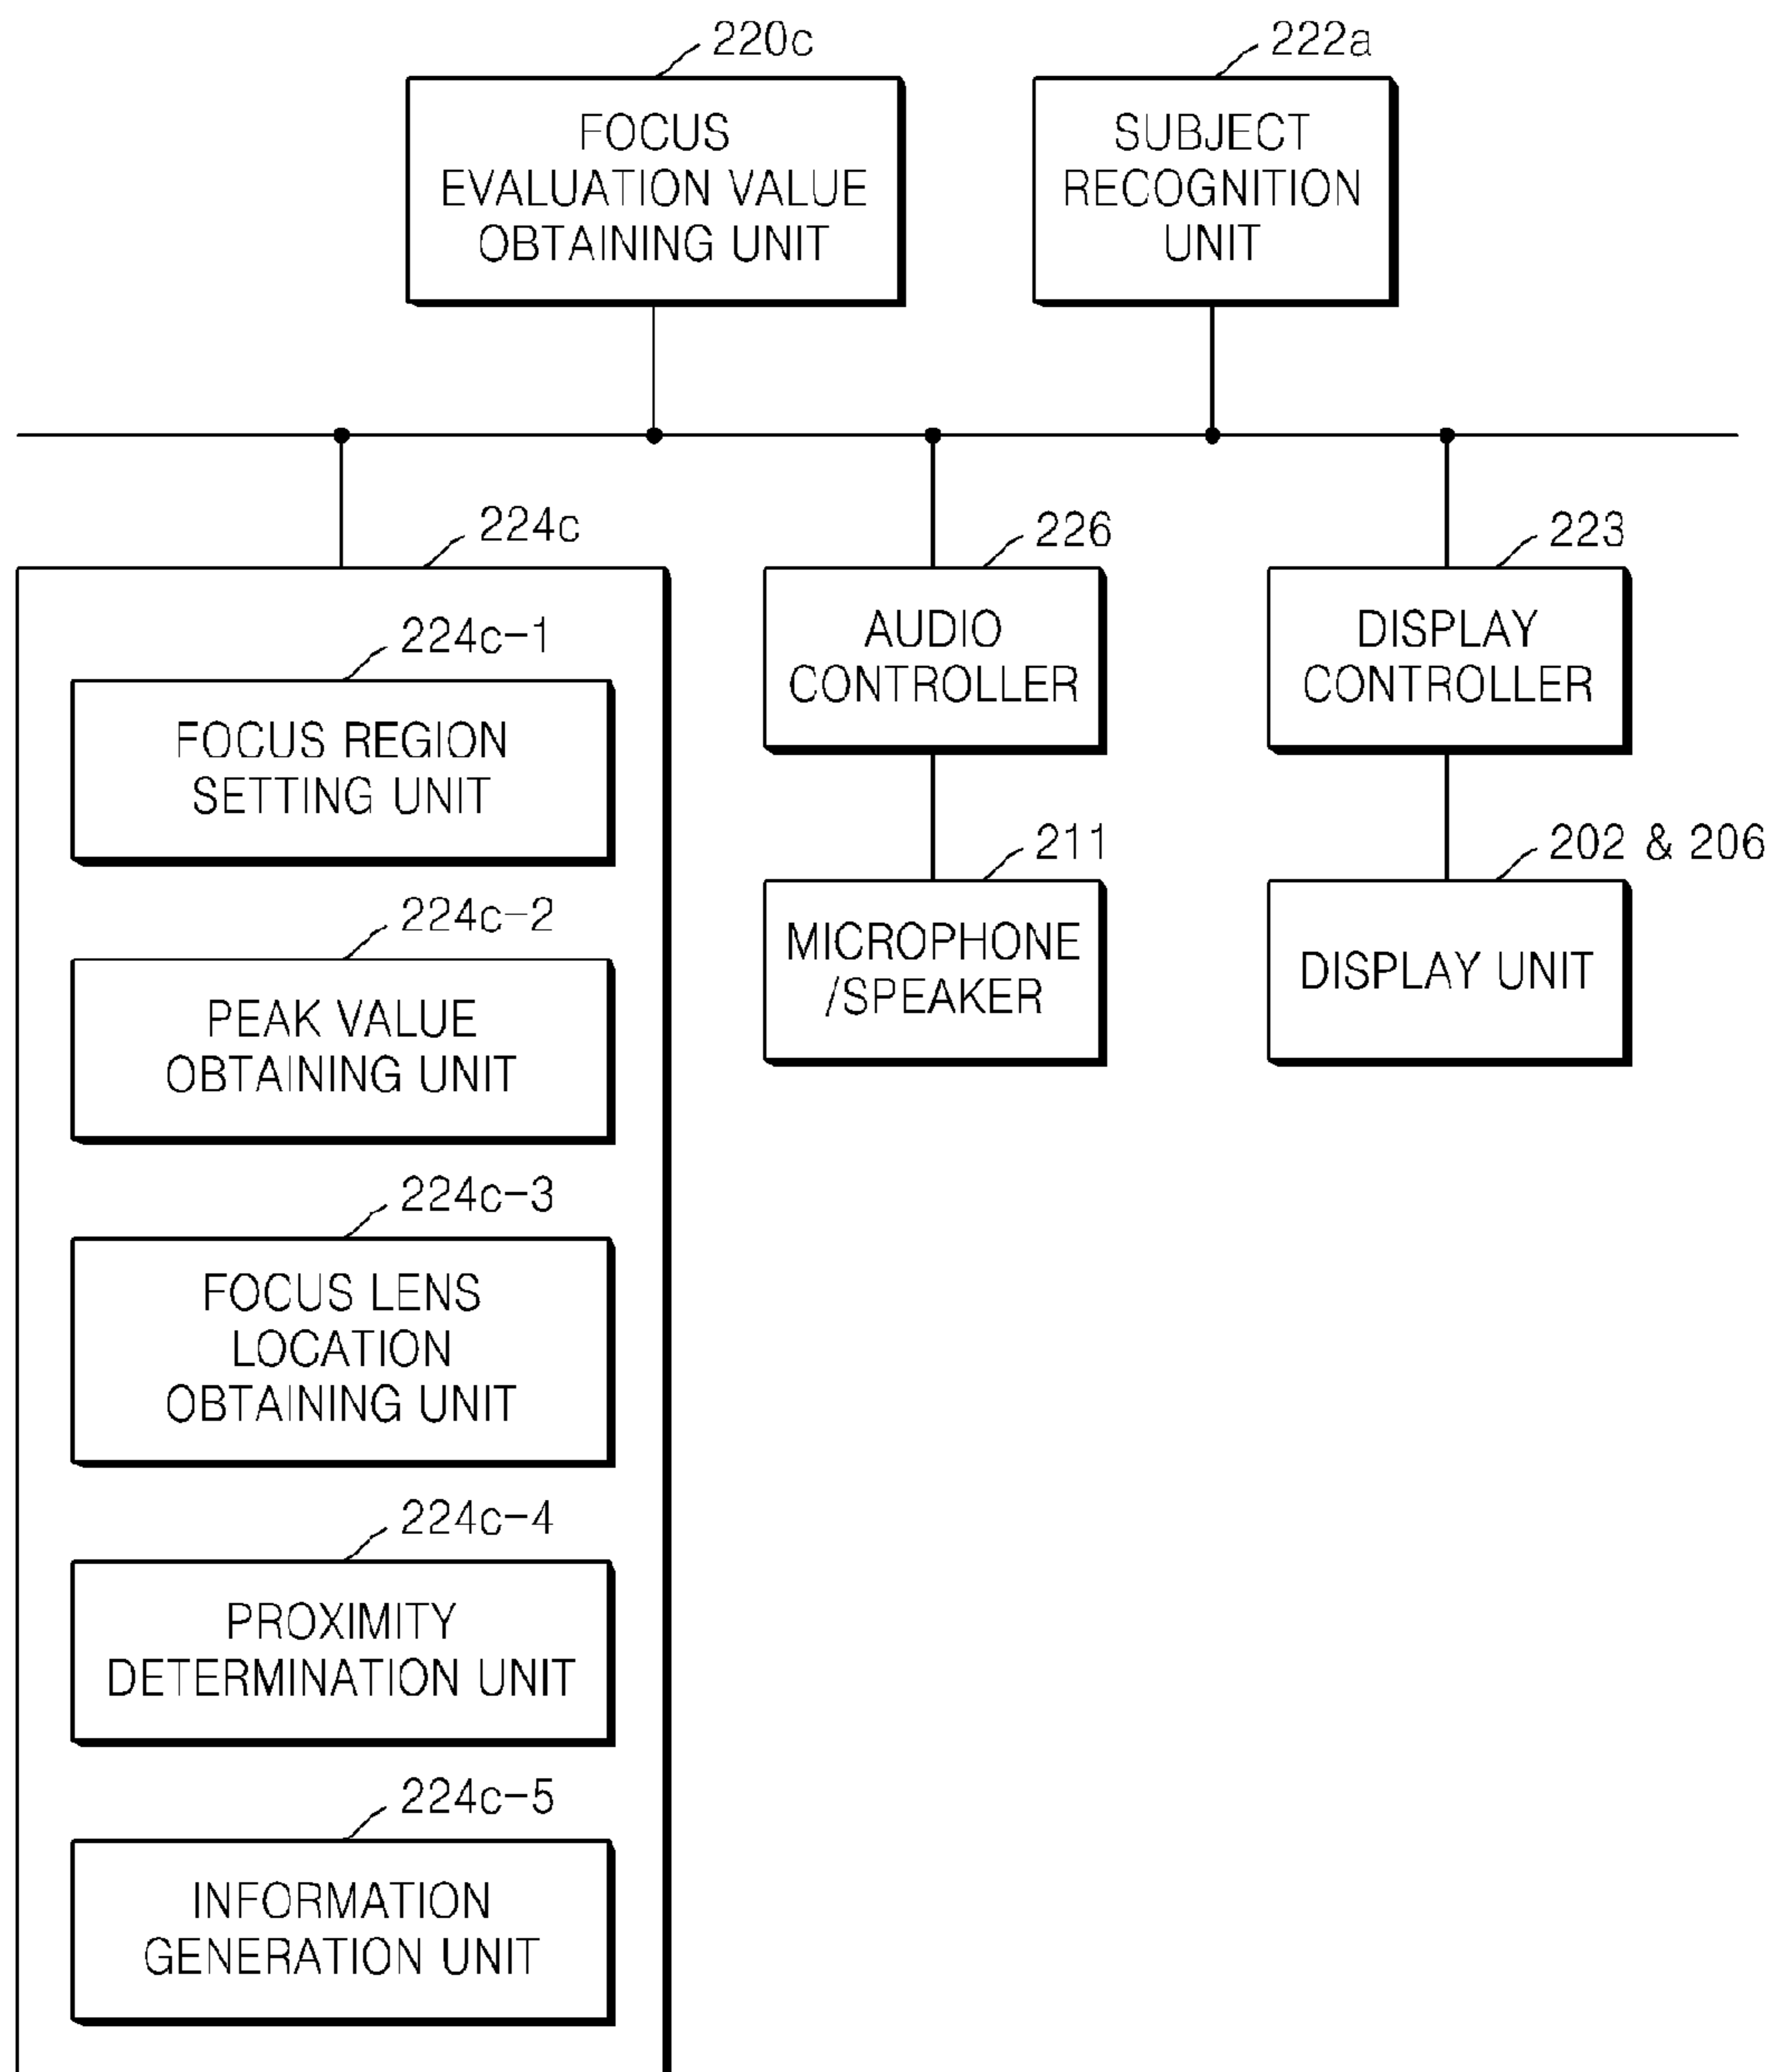 220c
FOCUS
EVALUATION VALUE
OBTAINING UNIT
222a
SUBJECT
RECOGNITION
UNIT
224c
224c-1
FOCUS REGION
SETTING UNIT
224c-2
PEAK VALUE
OBTAINING UNIT
224c-3
FOCUS LENS
LOCATION
OBTAINING UNIT
224c-4
PROXIMITY
DETERMINATION UNIT
224c-5
INFORMATION
GENERATION UNIT
226
AUDIO
CONTROLLER
211
MICROPHONE
/SPEAKER
223
DISPLAY
CONTROLLER
202 & 206
DISPLAY UNIT